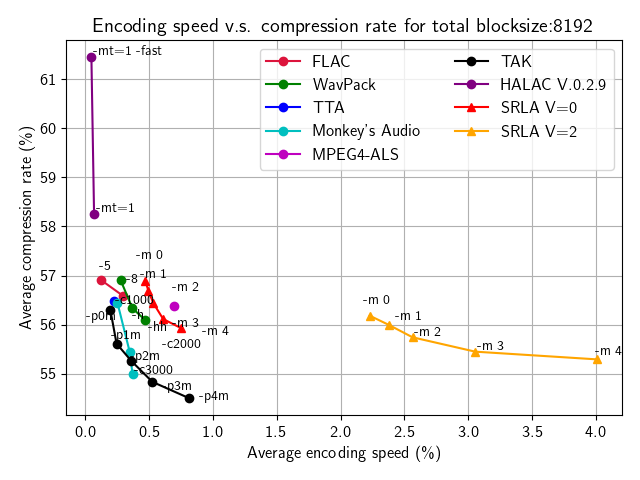 Encoding speed v.s. compression rate for total blocksize:8192
Average compression rate (%)
61
60
59
58
57
56
55
-mt=1 -fast
-mt=1
FLAC
WavPack
TTA
Monkey's Audio
MPEG4-ALS
TAK
HALAC V.0.2.9
SRLA V=0
SRLA V=2
-m 0
-5
-m 1
-8
-m 2
-c1000
-m 0
-p0m
-h
-m 1
-hh
-m 3
-m 4
-m 2
-p1m
-c2000
-m 3
-m 4
-p2m
-c3000
-p3m
-p4m
0.0 0.5 1.0 1.5 2.0 2.5 3.0 3.5 4.0
Average encoding speed (%)